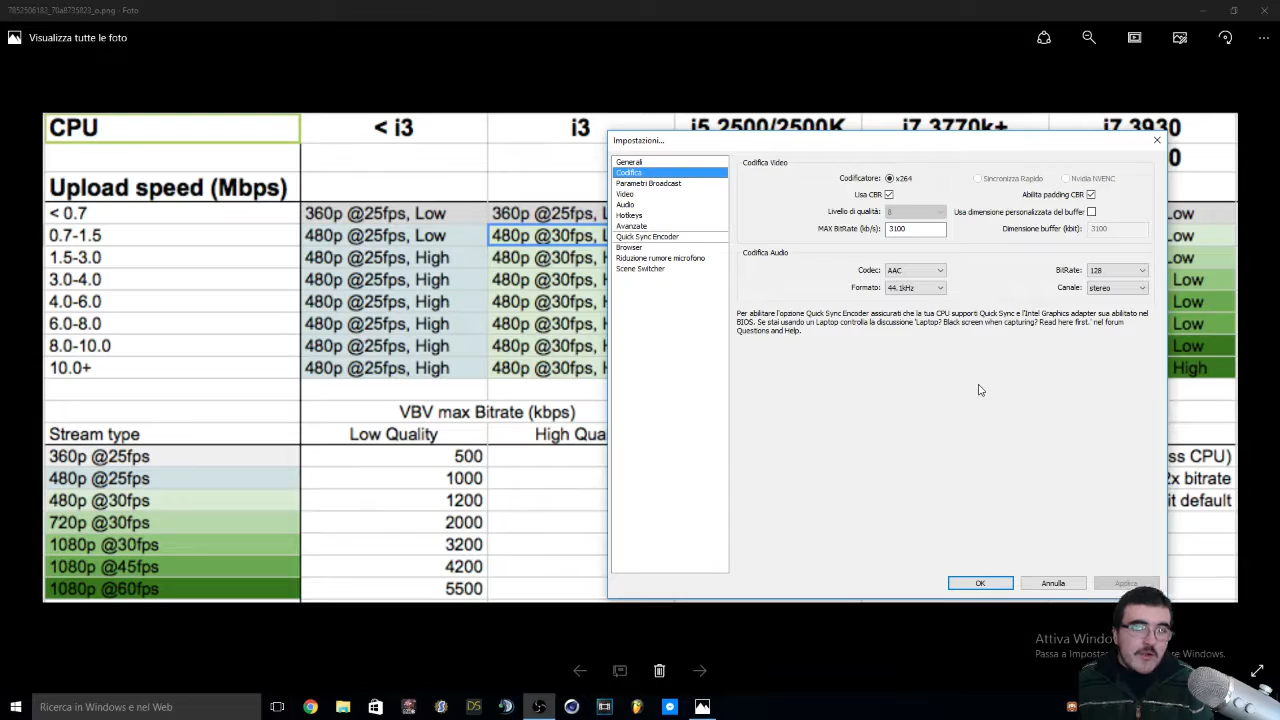 7852506182_70a8735823_o.png - Foto
Visualizza tutte le foto
CPU < i3 i3 i5 2500/2500K i7 3770k+ i7 3930
0
Upload speed (Mbps)
< 0.7 360p @25fps, Low 360p @25fps, L Low
0.7-1.5 480p @25fps, Low 480p @30fps, L Low
1.5-3.0 480p @25fps, High 480p @30fps, H Low
3.0-4.0 480p @25fps, High 480p @30fps, H Low
4.0-6.0 480p @25fps, High 480p @30fps, H Low
6.0-8.0 480p @25fps, High 480p @30fps, H Low
8.0-10.0 480p @25fps, High 480p @30fps, H Low
10.0+ 480p @25fps, High 480p @30fps, H High
VBV max Bitrate (kbps)
Stream type Low Quality High Qua
360p @25fps 500 ss CPU)
480p @25fps 1000 2x bitrate
480p @30fps 1200 it default
720p @30fps 2000
1080p @30fps 3200
1080p @45fps 4200
1080p @60fps 5500
Impostazioni...
Generali
Codifica
Parametri Broadcast
Video
Audio
Hotkeys
Avanzate
Quick Sync Encoder
Browser
Riduzione rumore microfono
Scene Switcher
Codifica Video
Codificatore: x264 Sincronizza Rapido Nvidia NVENC
Usa CBR Abilita padding CBR
Livello di qualità: 8 Usa dimensione personalizzata del buffer
MAX BitRate (kb/s): 3100 Dimensione buffer (kbit): 3100
Codifica Audio
Codec: AAC BitRate: 128
Formato: 44.1kHz Canale: stereo
Per abilitare l'opzione Quick Sync Encoder assicurati che la tua CPU supporti Quick Sync e l'Intel Graphics adapter sua abilitato nel
BIOS. Se stai usando un Laptop controlla la discussione 'Laptop? Black screen when capturing? Read here first.' nel forum
Questions and Help.
OK Annulla Applica
Attiva Windo
Passa a Impostaz re Windows.
Ricerca in Windows e nel Web